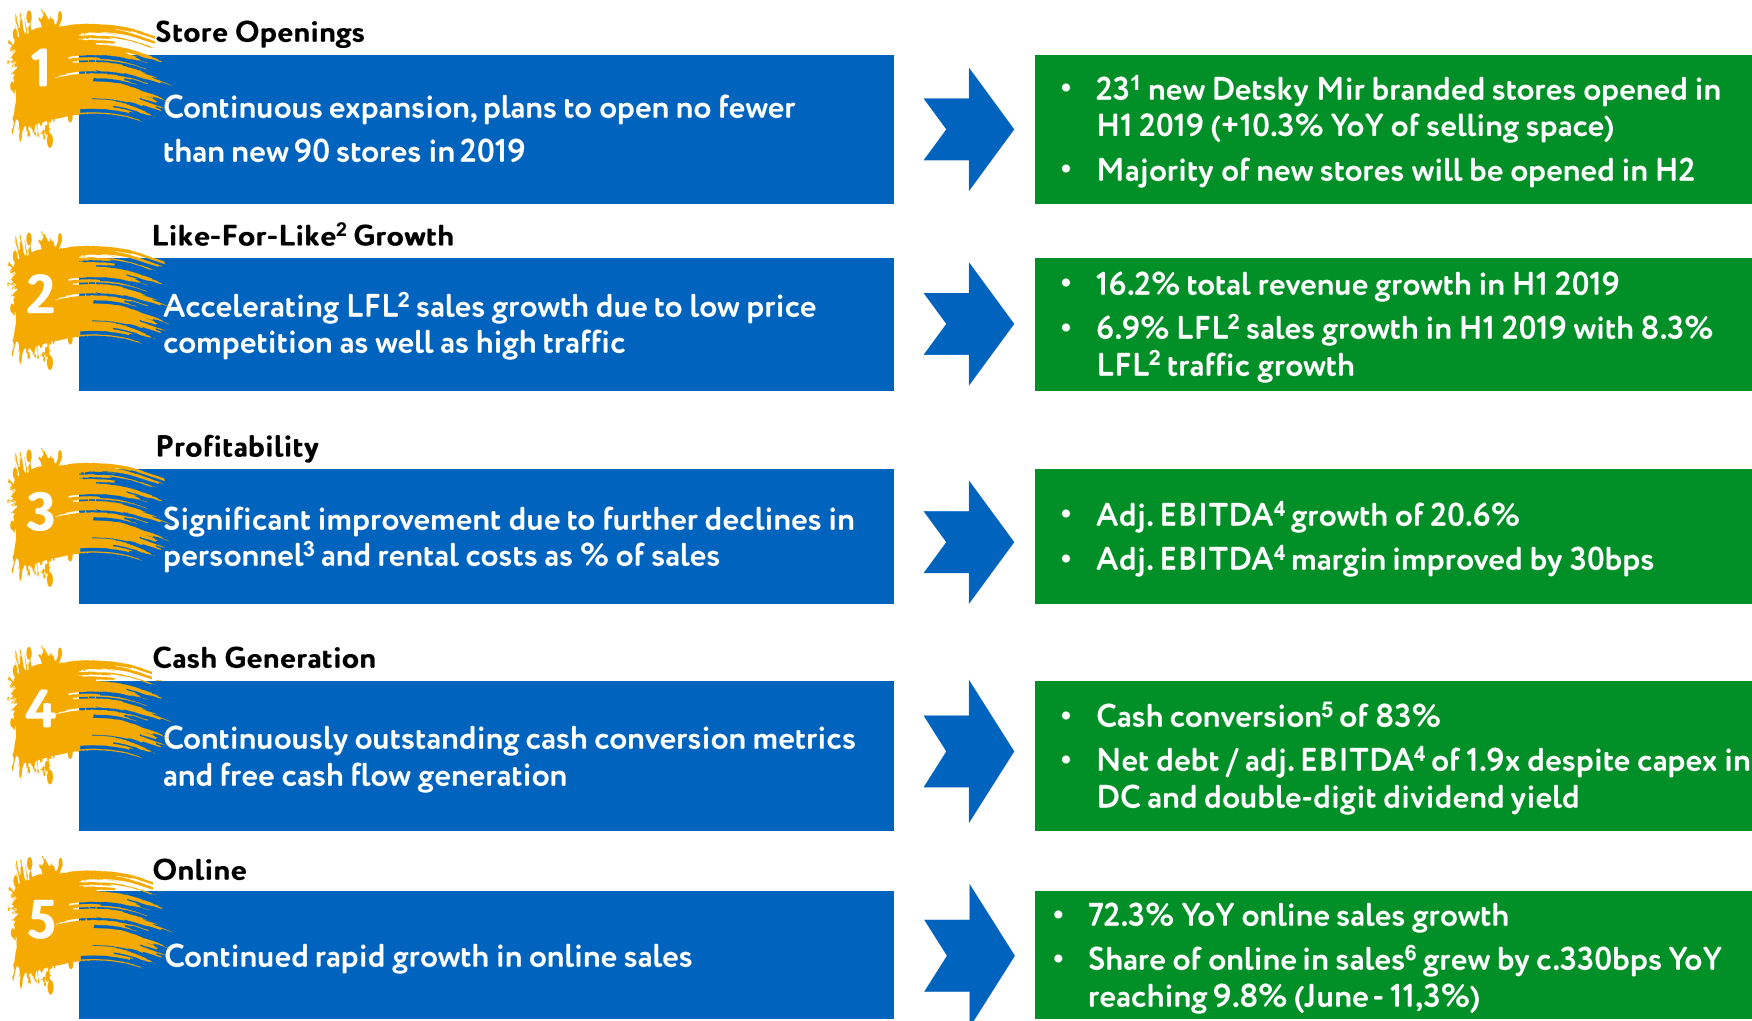 1
Store Openings
Continuous expansion, plans to open no fewer
than new 90 stores in 2019
• 23¹ new Detsky Mir branded stores opened in
H1 2019 (+10.3% YoY of selling space)
• Majority of new stores will be opened in H2
2
Like-For-Like² Growth
Accelerating LFL² sales growth due to low price
competition as well as high traffic
• 16.2% total revenue growth in H1 2019
• 6.9% LFL² sales growth in H1 2019 with 8.3%
LFL² traffic growth
3
Profitability
Significant improvement due to further declines in
personnel³ and rental costs as % of sales
• Adj. EBITDA⁴ growth of 20.6%
• Adj. EBITDA⁴ margin improved by 30bps
4
Cash Generation
Continuously outstanding cash conversion metrics
and free cash flow generation
• Cash conversion⁵ of 83%
• Net debt / adj. EBITDA⁴ of 1.9x despite capex in
DC and double-digit dividend yield
5
Online
Continued rapid growth in online sales
• 72.3% YoY online sales growth
• Share of online in sales⁶ grew by c.330bps YoY
reaching 9.8% (June - 11,3%)